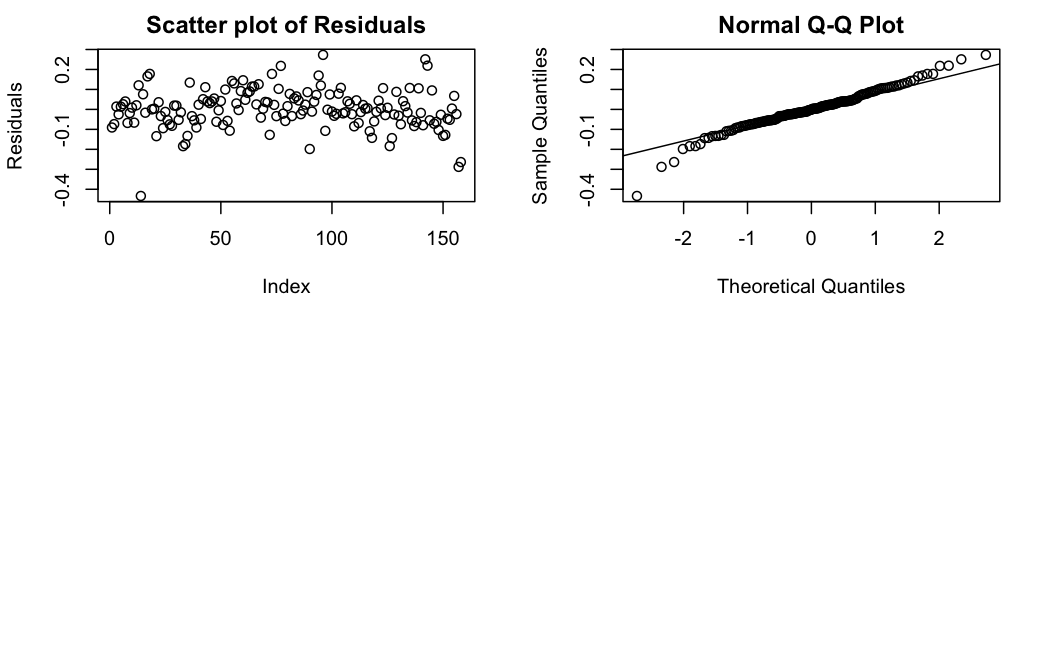 Scatter plot of Residuals
Residuals
0.2
-0.1
-0.4
0 50 100 150
Index
Normal Q-Q Plot
Sample Quantiles
0.2
-0.1
-0.4
-2 -1 0 1 2
Theoretical Quantiles